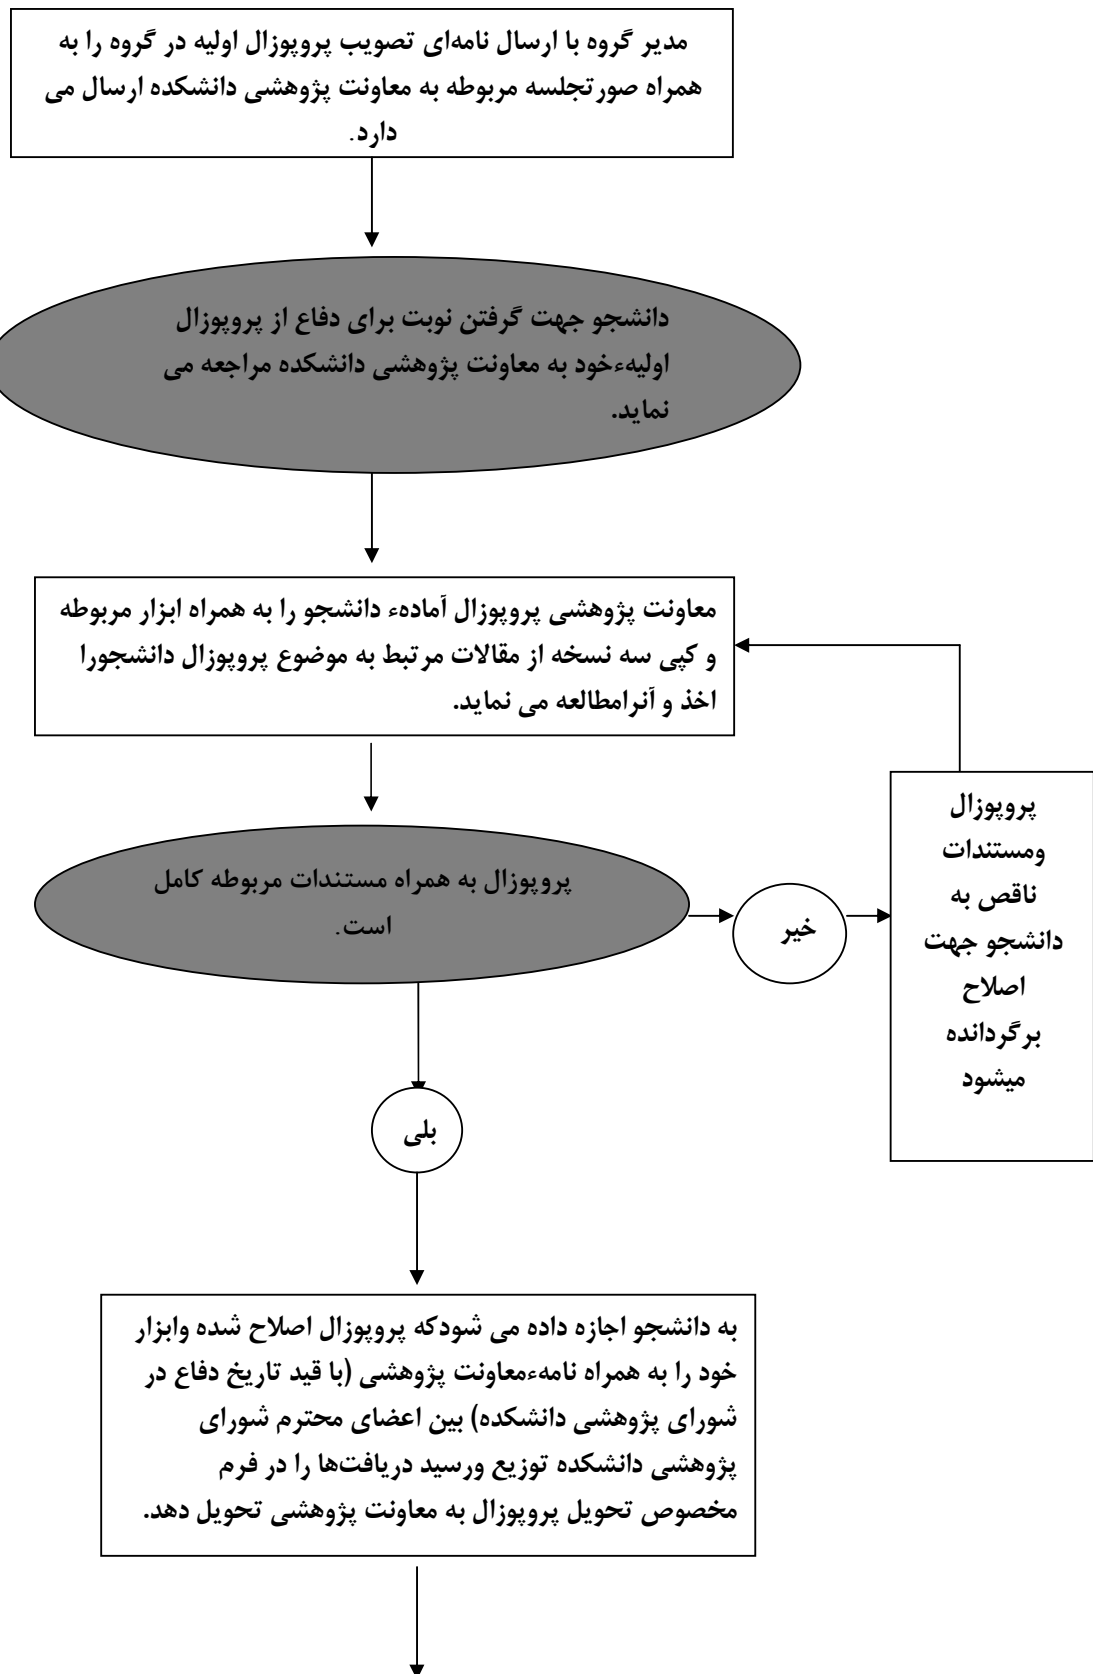 مدیر گروه با ارسال نامه‌ای تصویب پروپوزال اولیه در گروه را به
همراه صورتجلسه مربوطه به معاونت پژوهشی دانشکده ارسال می
دارد.
دانشجو جهت گرفتن نوبت برای دفاع از پروپوزال
اولیهءخود به معاونت پژوهشی دانشکده مراجعه می
نماید.
معاونت پژوهشی پروپوزال آمادهء دانشجو را به همراه ابزار مربوطه
و کپی سه نسخه از مقالات مرتبط به موضوع پروپوزال دانشجورا
اخذ و آنرامطالعه می نماید.
پروپوزال به همراه مستندات مربوطه کامل
است.
خیر
پروپوزال
ومستندات
ناقص به
دانشجو جهت
اصلاح
برگردانده
میشود
بلی
به دانشجو اجازه داده می شودکه پروپوزال اصلاح شده وابزار
خود را به همراه نامهءمعاونت پژوهشی (با قید تاریخ دفاع در
شورای پژوهشی دانشکده) بین اعضای محترم شورای
پژوهشی دانشکده توزیع ورسید دریافت‌ها را در فرم
مخصوص تحویل پروپوزال به معاونت پژوهشی تحویل دهد.